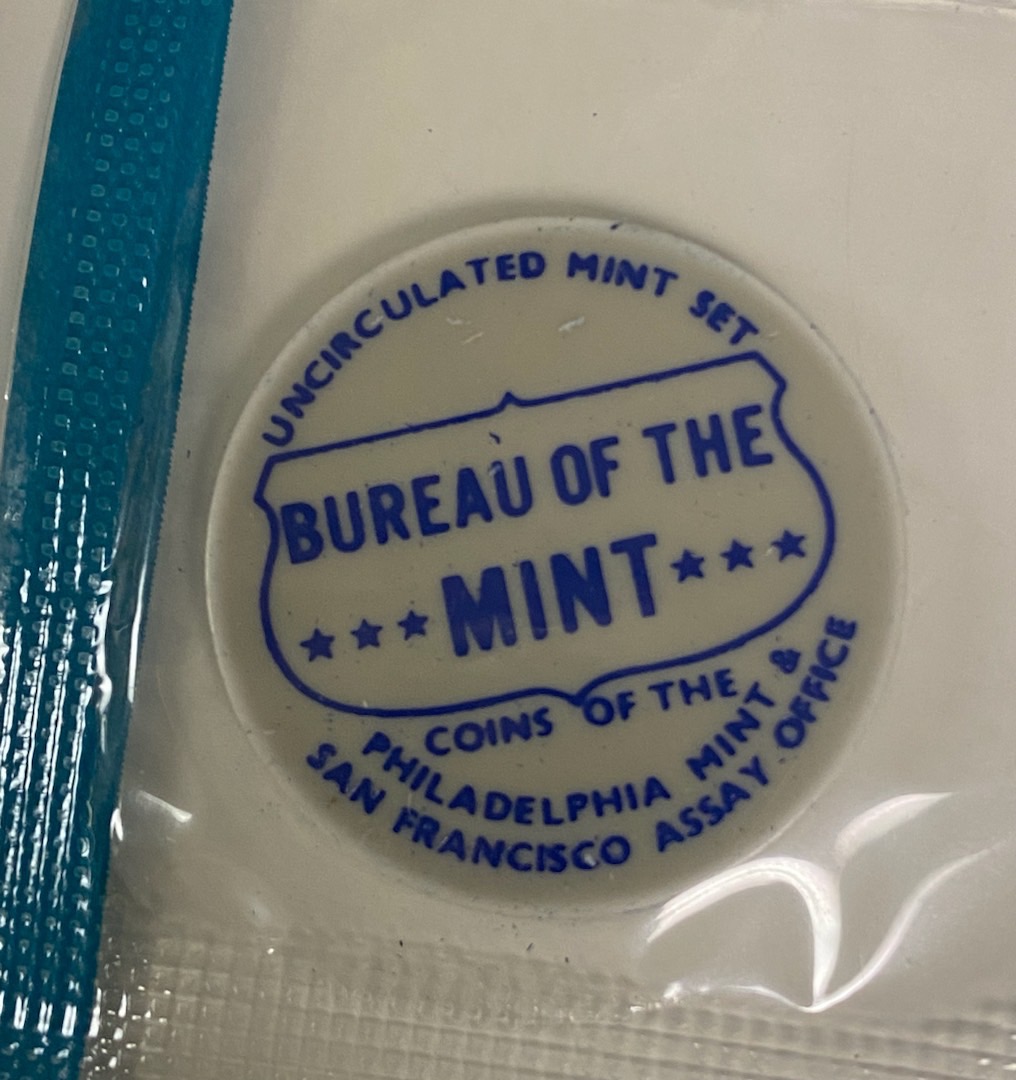 UNCIRCULATED MINT SET
BUREAU OF THE
★★★ MINT ★★★
COINS OF THE
PHILADELPHIA MINT &
SAN FRANCISCO ASSAY OFFICE